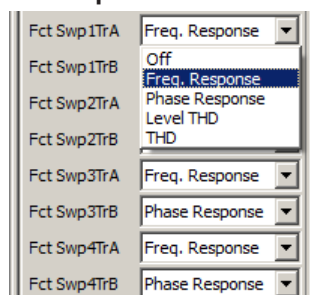 Fct Swp1TrA Freq. Response
Fct Swp1TrB Off
Freq. Response
Fct Swp2TrA Phase Response
Level THD
Fct Swp2TrB THD
Fct Swp3TrA Freq. Response
Fct Swp3TrB Phase Response
Fct Swp4TrA Freq. Response
Fct Swp4TrB Phase Response